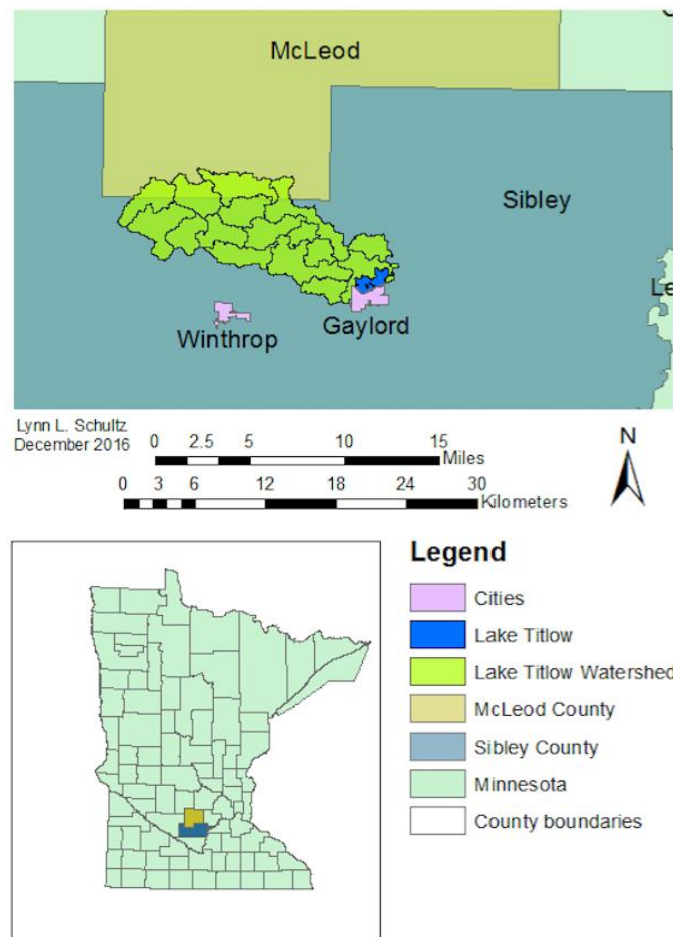 McLeod
Sibley
Le
Winthrop
Gaylord
Lynn L. Schultz
December 2016
0 2.5 5 10 15
Miles
0 3 6 12 18 24 30
Kilometers
N
Legend
Cities
Lake Titlow
Lake Titlow Watershed
McLeod County
Sibley County
Minnesota
County boundaries